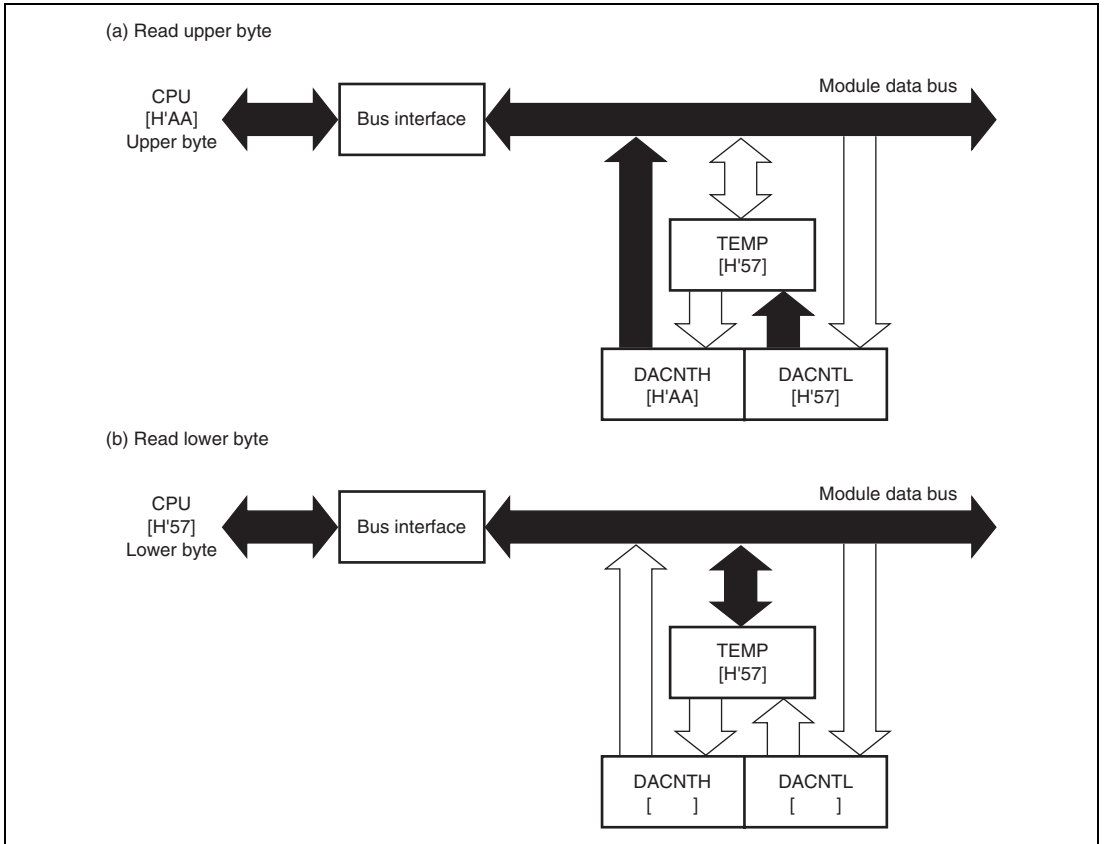 (a) Read upper byte
Module data bus
CPU
[H'AA]
Upper byte
Bus interface
TEMP
[H'57]
DACNTH
[H'AA]
DACNTL
[H'57]
(b) Read lower byte
Module data bus
CPU
[H'57]
Lower byte
Bus interface
TEMP
[H'57]
DACNTH
[ ]
DACNTL
[ ]